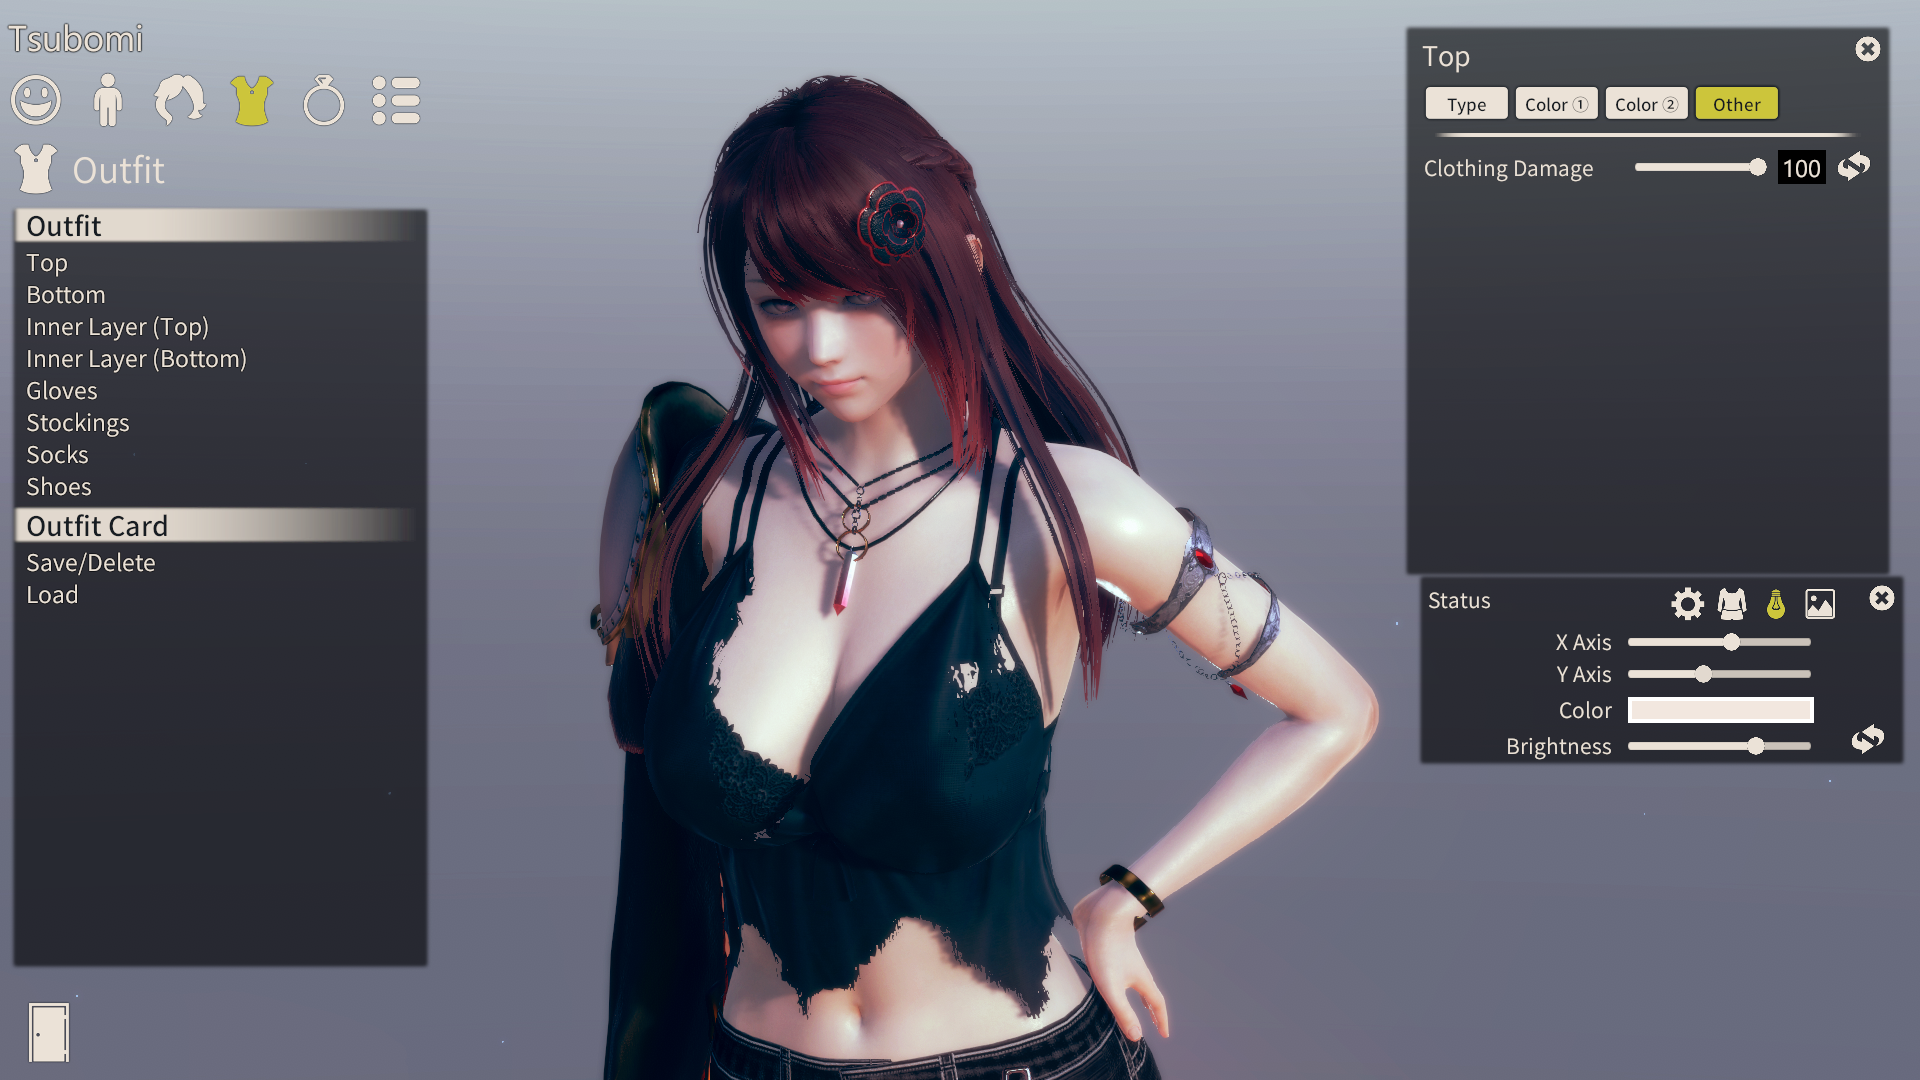 Tsubomi
Outfit
Outfit
Top
Bottom
Inner Layer (Top)
Inner Layer (Bottom)
Gloves
Stockings
Socks
Shoes
Outfit Card
Save/Delete
Load
Top
Type Color ① Color ② Other
Clothing Damage 100
Status
X Axis
Y Axis
Color
Brightness